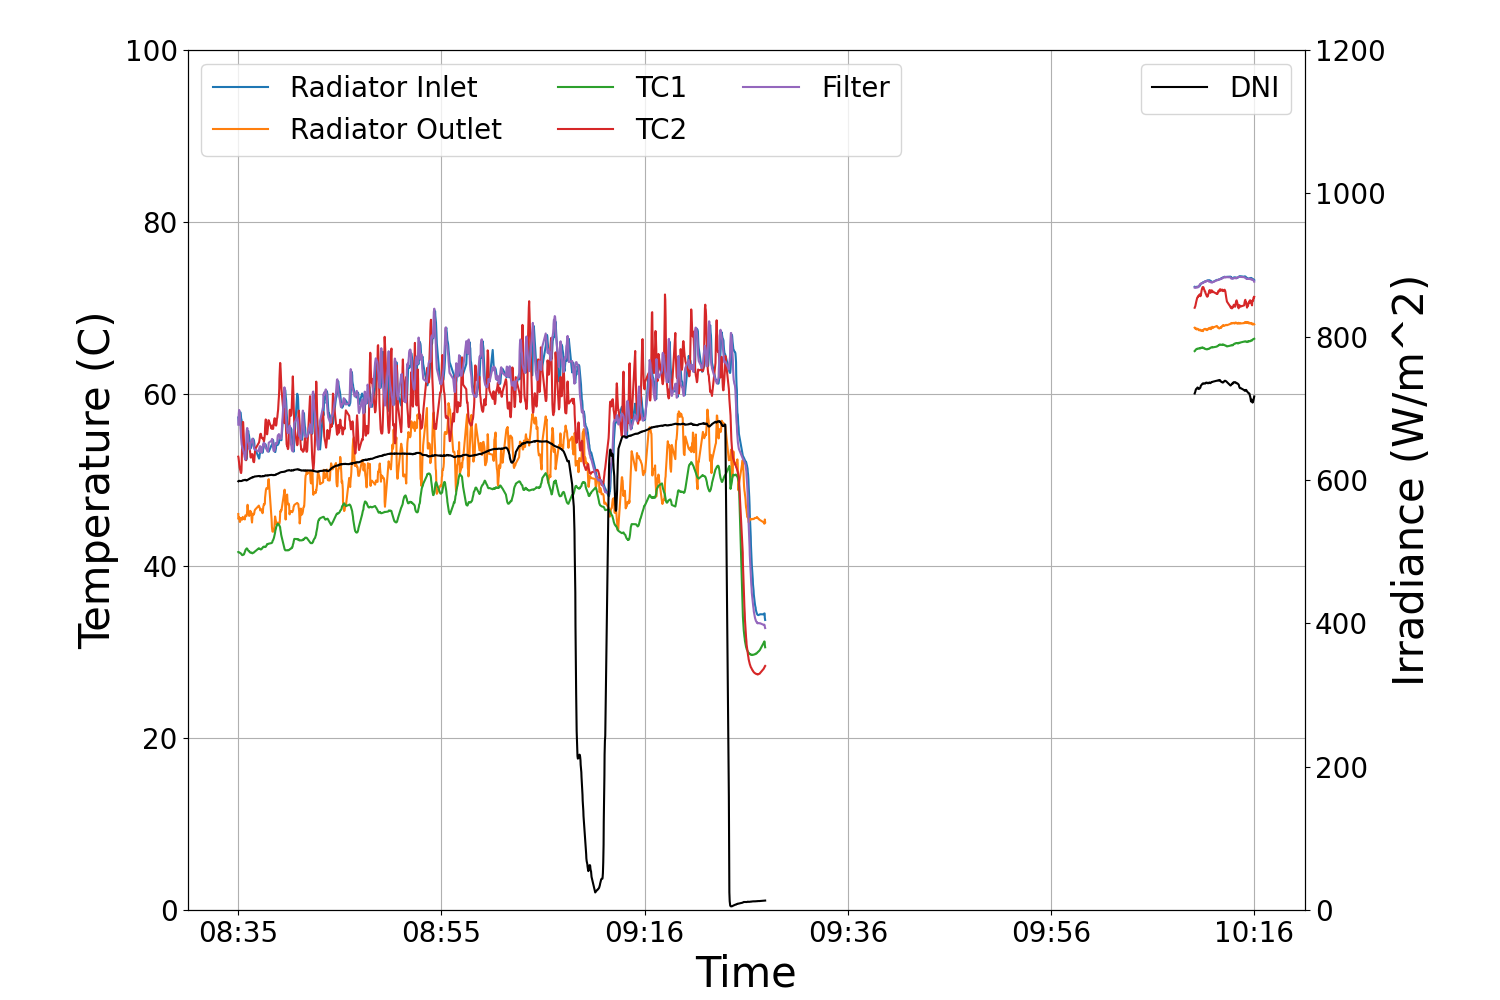 100
80
60
40
20
0
Temperature (C)
Radiator Inlet
Radiator Outlet
TC1
TC2
Filter
DNI
1200
1000
800
600
400
200
0
Irradiance (W/m^2)
08:35 08:55 09:16 09:36 09:56 10:16
Time